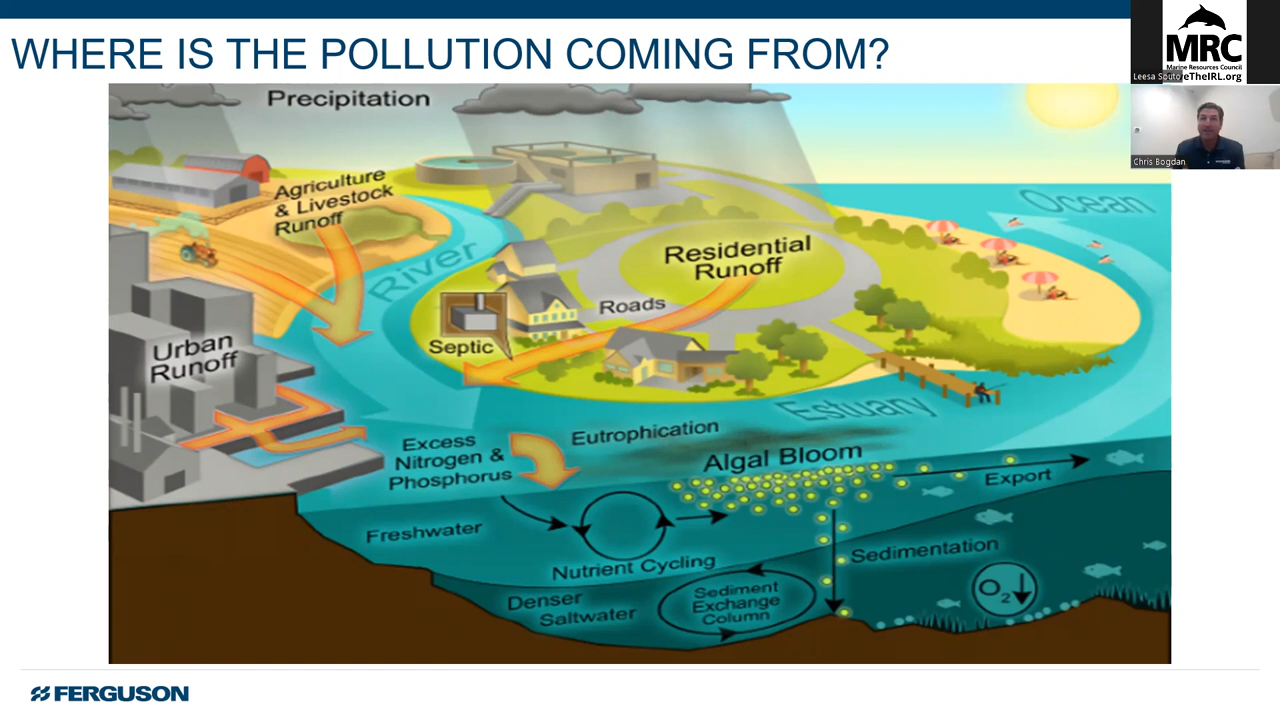 WHERE IS THE POLLUTION COMING FROM?
MRC
Marine Resources Council
Leesa Souto
eTheIRL.org
Chris Bogdan
Precipitation
Agriculture
& Livestock
Runoff
River
Ocean
Residential
Runoff
Roads
Septic
Urban
Runoff
Estuary
Excess
Nitrogen &
Phosphorus
Eutrophication
Algal Bloom
Export
Freshwater
Nutrient Cycling
Sedimentation
Denser
Saltwater
Sediment
Exchange
Column
O2
FERGUSON